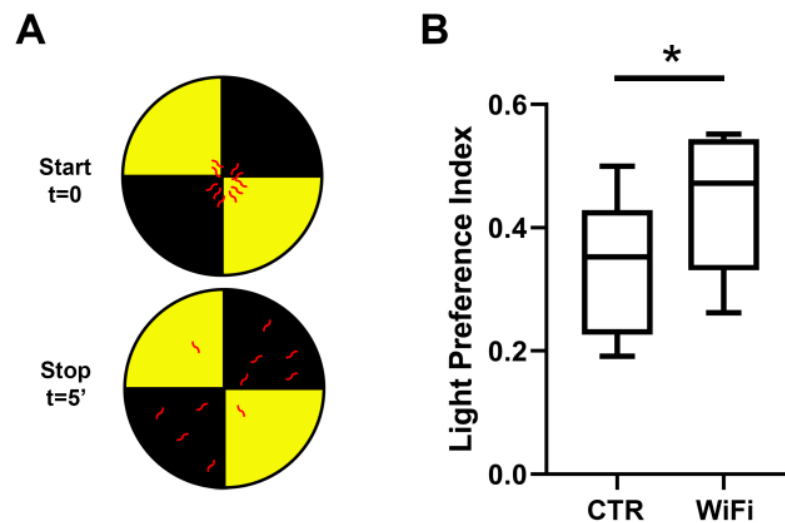 A
Start
t=0
Stop
t=5'
B
*
Light Preference Index
0.6
0.4
0.2
0.0
CTR
WiFi